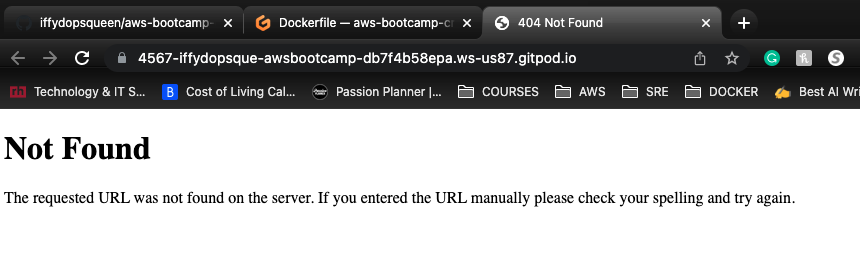 iffydopsqueen/aws-bootcamp-
Dockerfile — aws-bootcamp-cr
404 Not Found
4567-iffydopsque-awsbootcamp-db7f4b58epa.ws-us87.gitpod.io
Technology & IT S... Cost of Living Cal... Passion Planner |... COURSES AWS SRE DOCKER Best AI Wri
Not Found
The requested URL was not found on the server. If you entered the URL manually please check your spelling and try again.